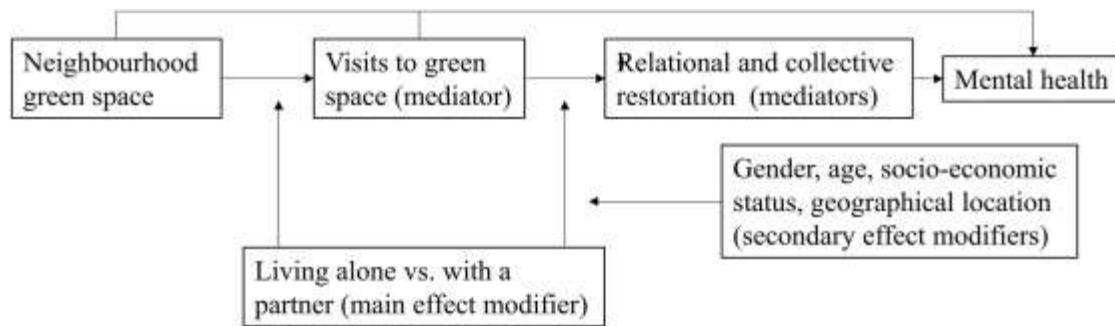 Neighbourhood
green space
Visits to green
space (mediator)
Relational and collective
restoration (mediators)
Mental health
Gender, age, socio-economic
status, geographical location
(secondary effect modifiers)
Living alone vs. with a
partner (main effect modifier)